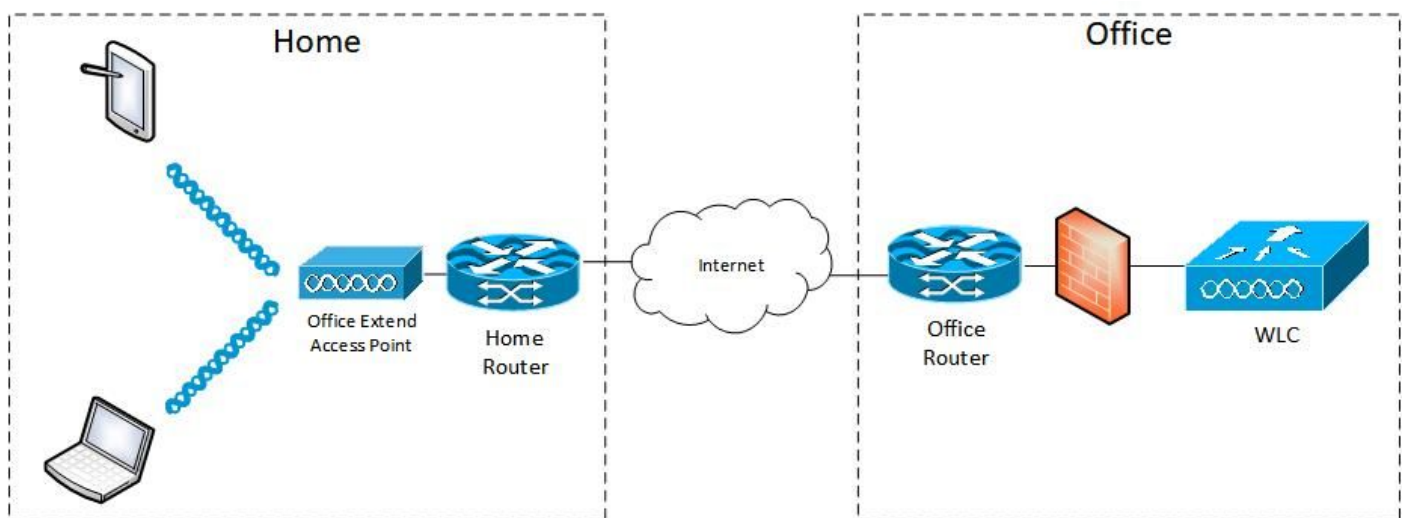 Home
Office
Office Extend
Access Point
Home
Router
Internet
Office
Router
WLC